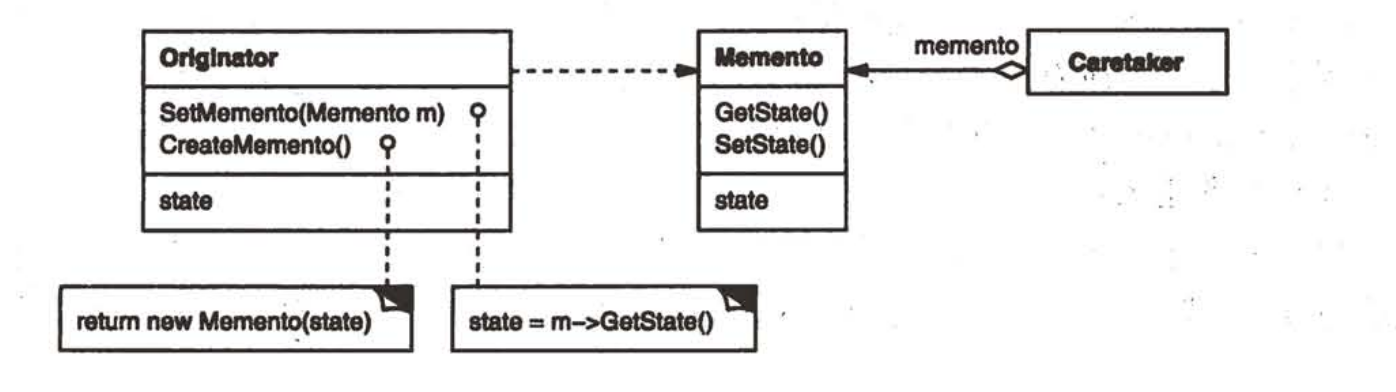 Originator
SetMemento(Memento m)
CreateMemento()
state
return new Memento(state)
state = m->GetState()
Memento
GetState()
SetState()
state
memento
Caretaker